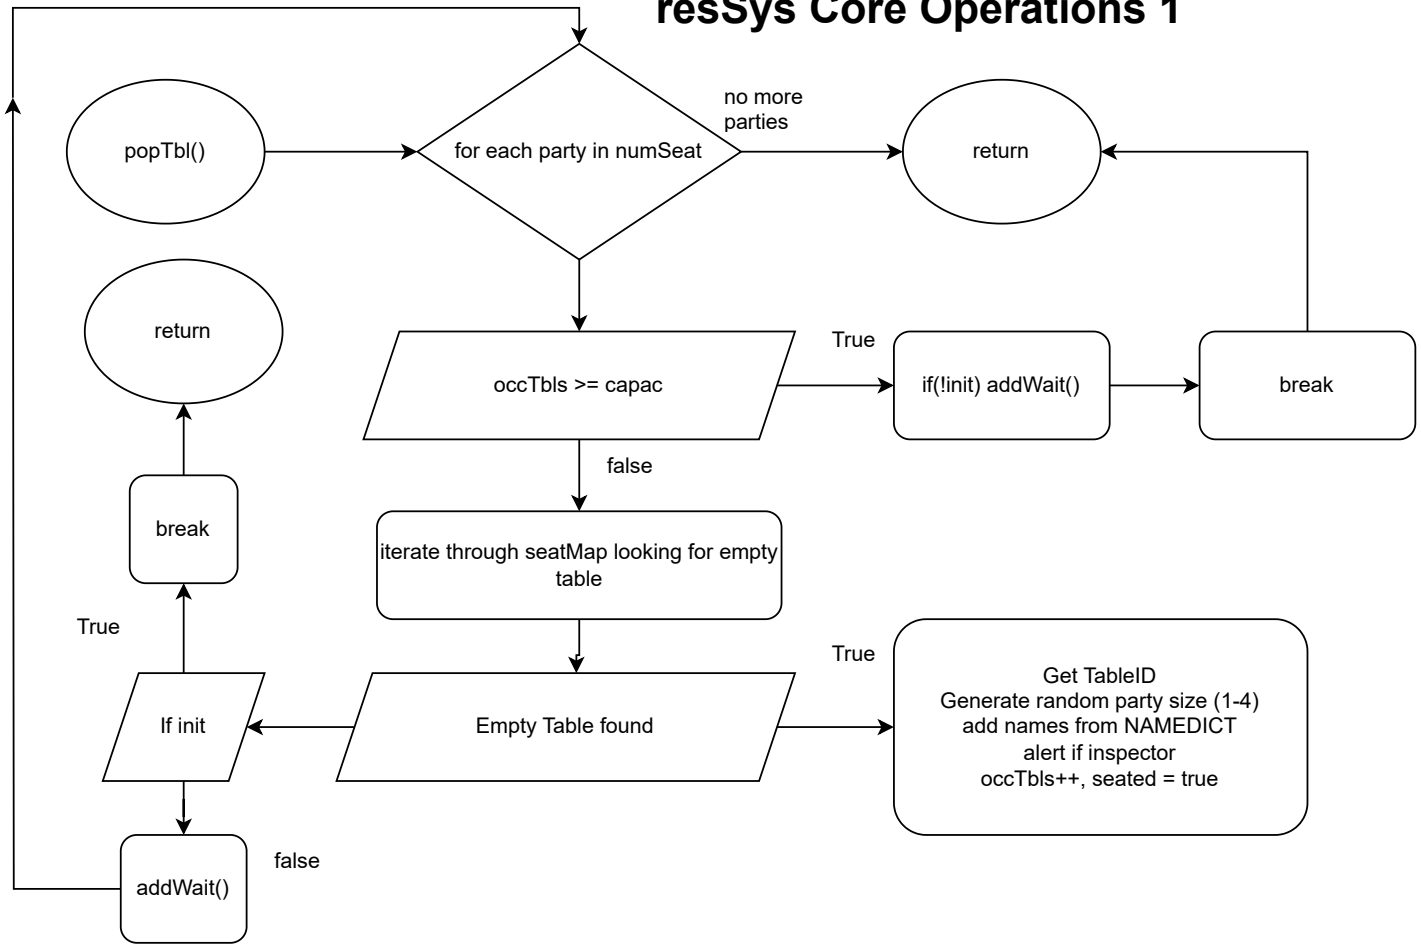 resSys Core Operations 1
no more
parties
popTbl()
for each party in numSeat
return
return
True
occTbls >= capac
if(!init) addWait()
break
false
break
iterate through seatMap looking for empty
table
True
True
Get TableID
Generate random party size (1-4)
add names from NAMEDICT
alert if inspector
occTbls++, seated = true
If init
Empty Table found
false
addWait()